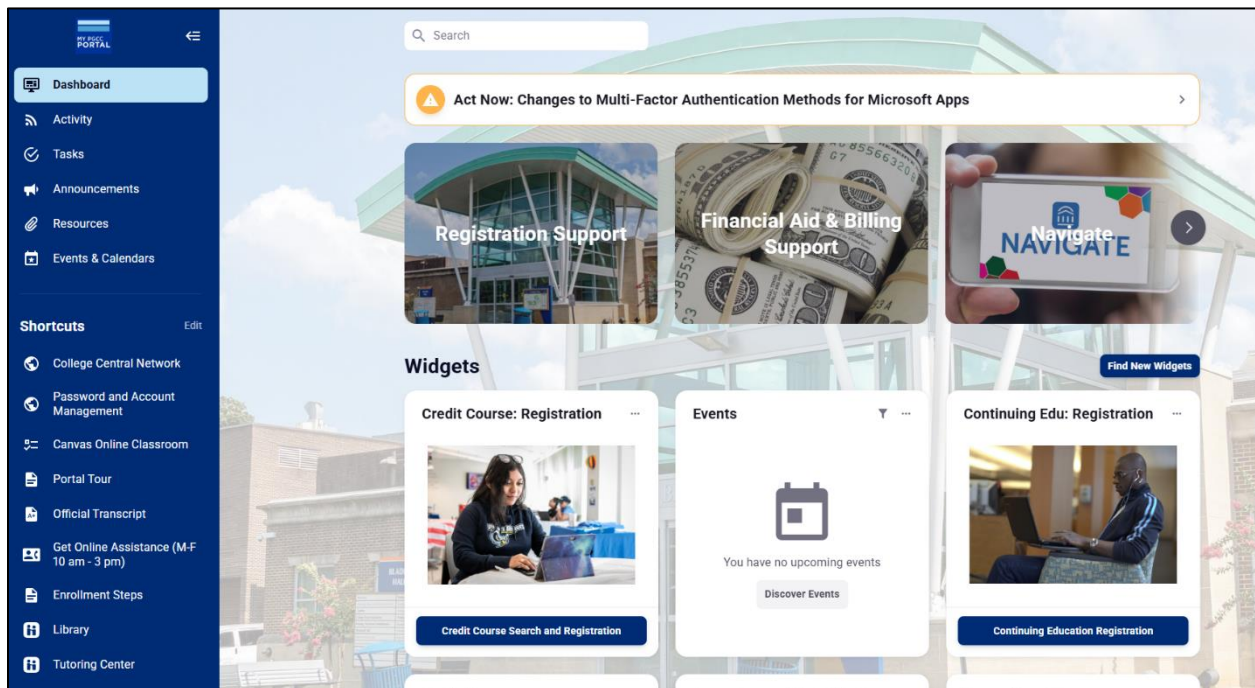 MY PGCC
PORTAL
Dashboard
Activity
Tasks
Announcements
Resources
Events & Calendars
Shortcuts
Edit
College Central Network
Password and Account
Management
Canvas Online Classroom
Portal Tour
Official Transcript
Get Online Assistance (M-F
10 am - 3 pm)
Enrollment Steps
Library
Tutoring Center
Search
Act Now: Changes to Multi-Factor Authentication Methods for Microsoft Apps
Registration Support
Financial Aid & Billing
Support
Navigate
NAVIGATE
Widgets
Find New Widgets
Credit Course: Registration
Credit Course Search and Registration
Events
You have no upcoming events
Discover Events
Continuing Edu: Registration
Continuing Education Registration